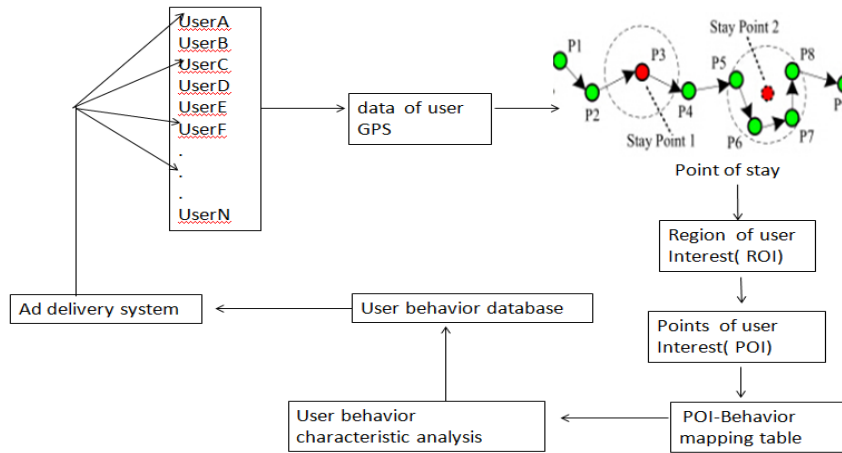 UserA
UserB
UserC
UserD
UserE
UserF
.
.
.
UserN
data of user
GPS
P1
P2
P3
P4
Stay Point 1
Stay Point 2
P5
P6
P7
P8
P
Point of stay
Region of user
Interest( ROI)
Points of user
Interest( POI)
POI-Behavior
mapping table
User behavior
characteristic analysis
User behavior database
Ad delivery system